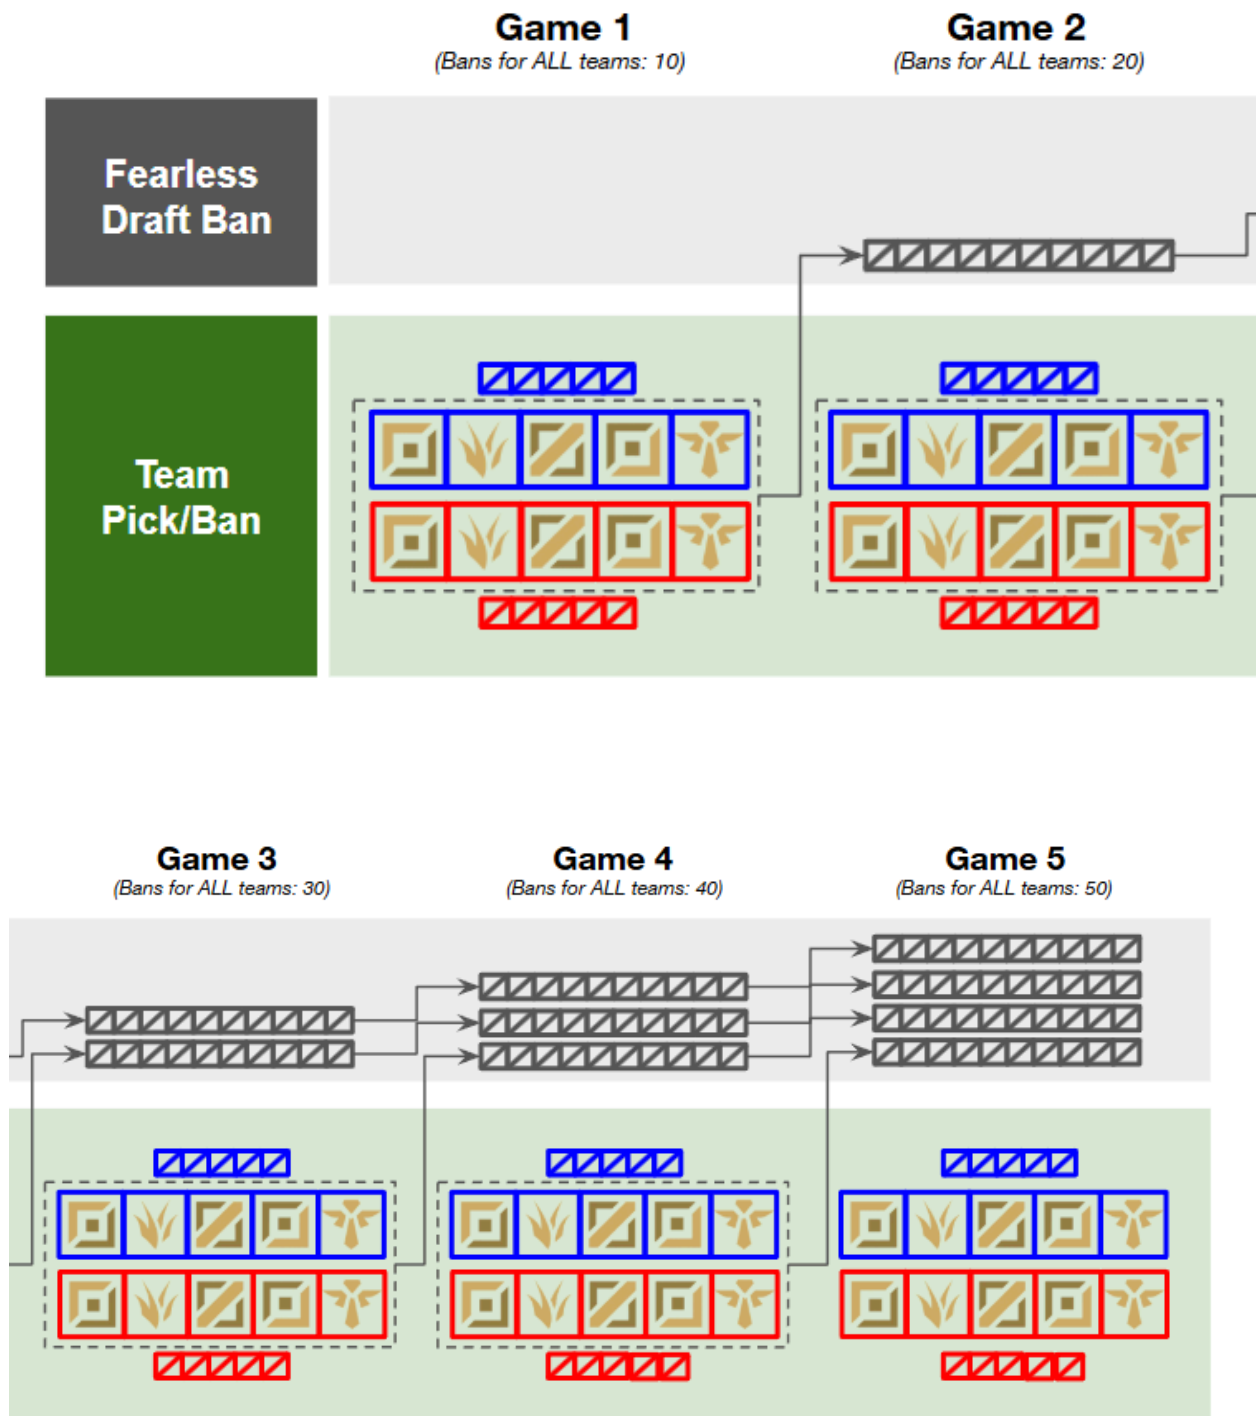 Game 1
(Bans for ALL teams: 10)
Game 2
(Bans for ALL teams: 20)
Fearless
Draft Ban
Team
Pick/Ban
Game 3
(Bans for ALL teams: 30)
Game 4
(Bans for ALL teams: 40)
Game 5
(Bans for ALL teams: 50)